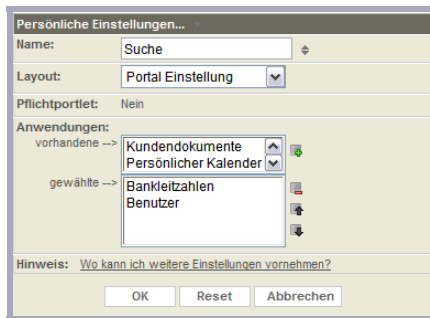 Persönliche Einstellungen...
Name: Suche
Layout: Portal Einstellung
Pflichtportlet: Nein
Anwendungen:
vorhandene --> Kundendokumente
Persönlicher Kalender
gewählte --> Bankleitzahlen
Benutzer
Hinweis: Wo kann ich weitere Einstellungen vornehmen?
OK Reset Abbrechen